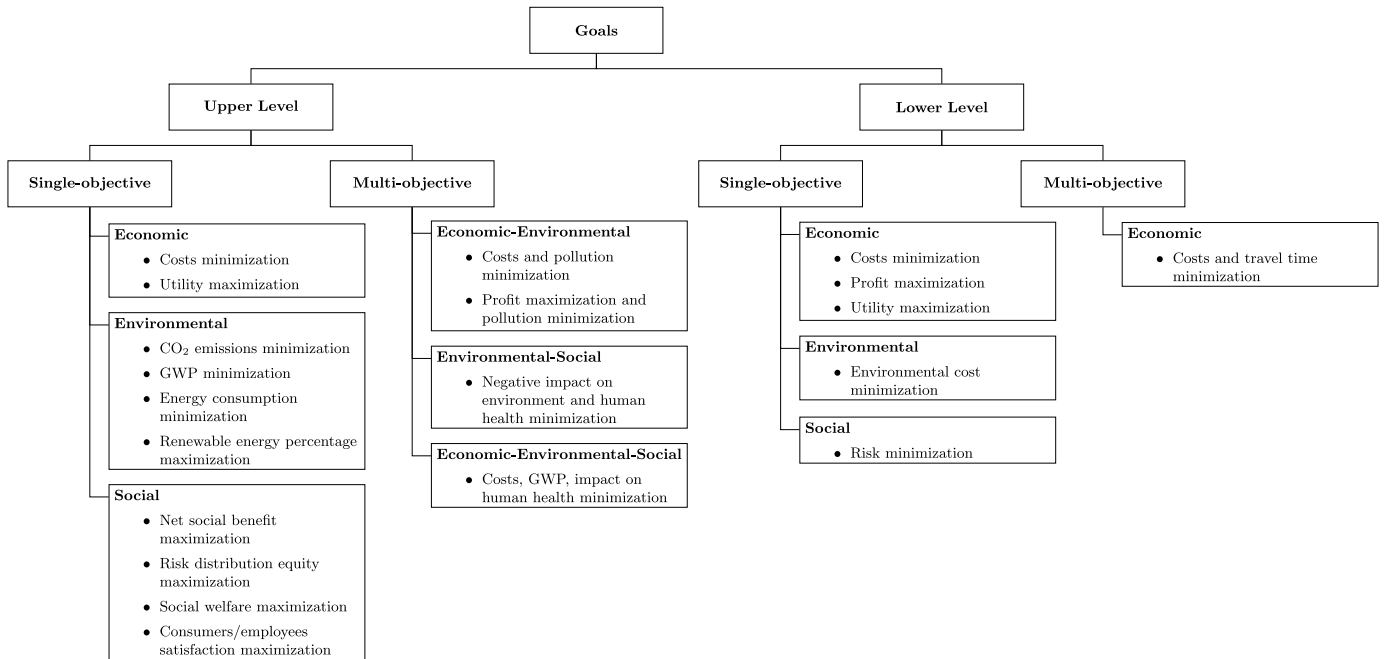 Goals
Upper Level
Lower Level
Single-objective
Multi-objective
Single-objective
Multi-objective
Economic
• Costs minimization
• Utility maximization
Environmental
• CO₂ emissions minimization
• GWP minimization
• Energy consumption
minimization
• Renewable energy percentage
maximization
Social
• Net social benefit
maximization
• Risk distribution equity
maximization
• Social welfare maximization
• Consumers/employees
satisfaction maximization
Economic-Environmental
• Costs and pollution
minimization
• Profit maximization and
pollution minimization
Environmental-Social
• Negative impact on
environment and human
health minimization
Economic-Environmental-Social
• Costs, GWP, impact on
human health minimization
Economic
• Costs minimization
• Profit maximization
• Utility maximization
Environmental
• Environmental cost
minimization
Social
• Risk minimization
Economic
• Costs and travel time
minimization